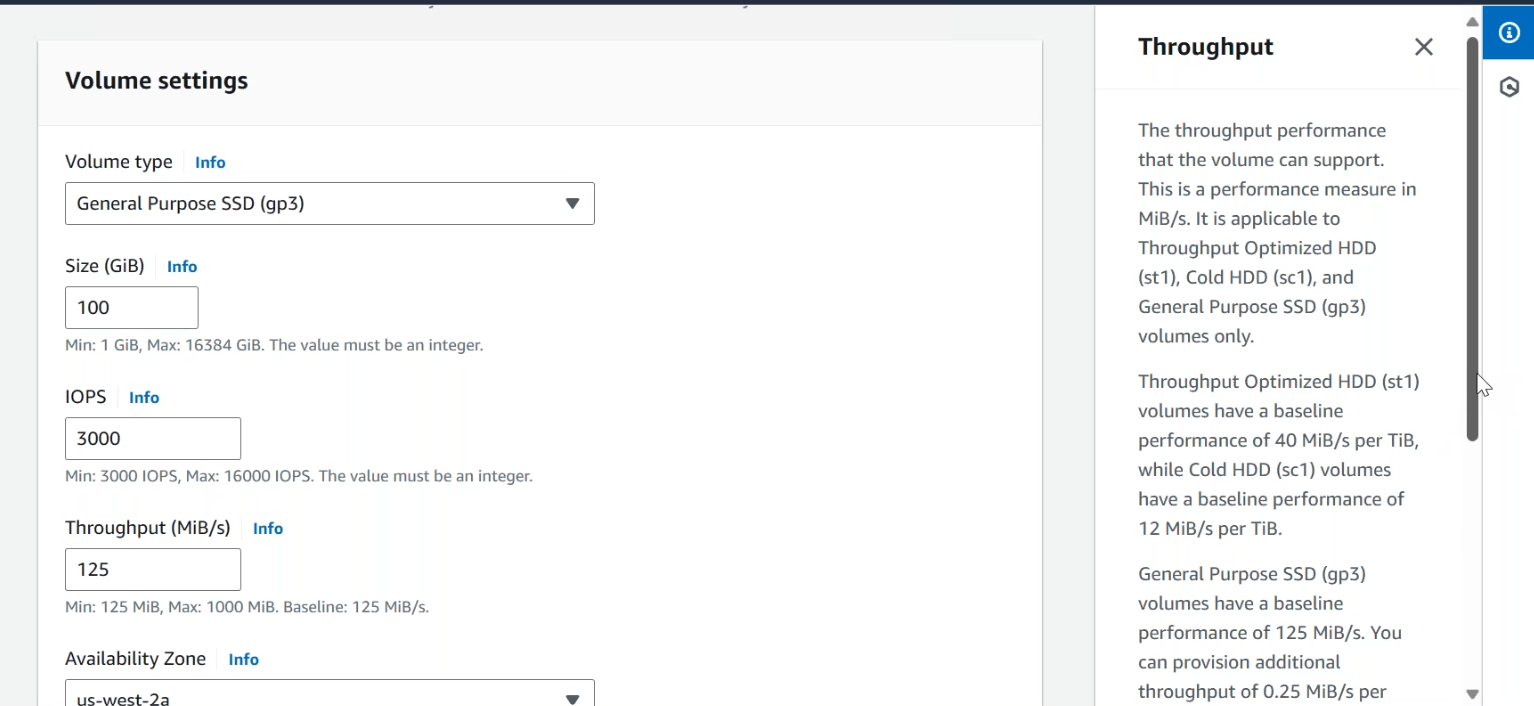 Volume settings
Volume type Info
General Purpose SSD (gp3)
Size (GiB) Info
100
Min: 1 GiB, Max: 16384 GiB. The value must be an integer.
IOPS Info
3000
Min: 3000 IOPS, Max: 16000 IOPS. The value must be an integer.
Throughput (MiB/s) Info
125
Min: 125 MiB, Max: 1000 MiB. Baseline: 125 MiB/s.
Availability Zone Info
us-west-2a
Throughput
The throughput performance
that the volume can support.
This is a performance measure in
MiB/s. It is applicable to
Throughput Optimized HDD
(st1), Cold HDD (sc1), and
General Purpose SSD (gp3)
volumes only.
Throughput Optimized HDD (st1)
volumes have a baseline
performance of 40 MiB/s per TiB,
while Cold HDD (sc1) volumes
have a baseline performance of
12 MiB/s per TiB.
General Purpose SSD (gp3)
volumes have a baseline
performance of 125 MiB/s. You
can provision additional
throughput of 0.25 MiB/s per